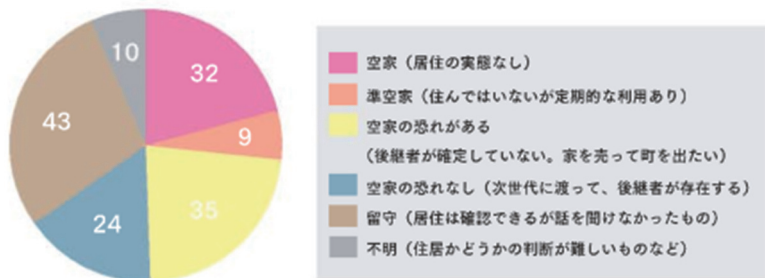 10
32
43
9
24
35
空家（居住の実態なし）
準空家（住んではいないが定期的な利用あり）
空家の恐れがある
（後継者が確定していない。家を売って町を出たい）
空家の恐れなし（次世代に渡って、後継者が存在する）
留守（居住は確認できるが話を聞けなかったもの）
不明（住居かどうかの判断が難しいものなど）